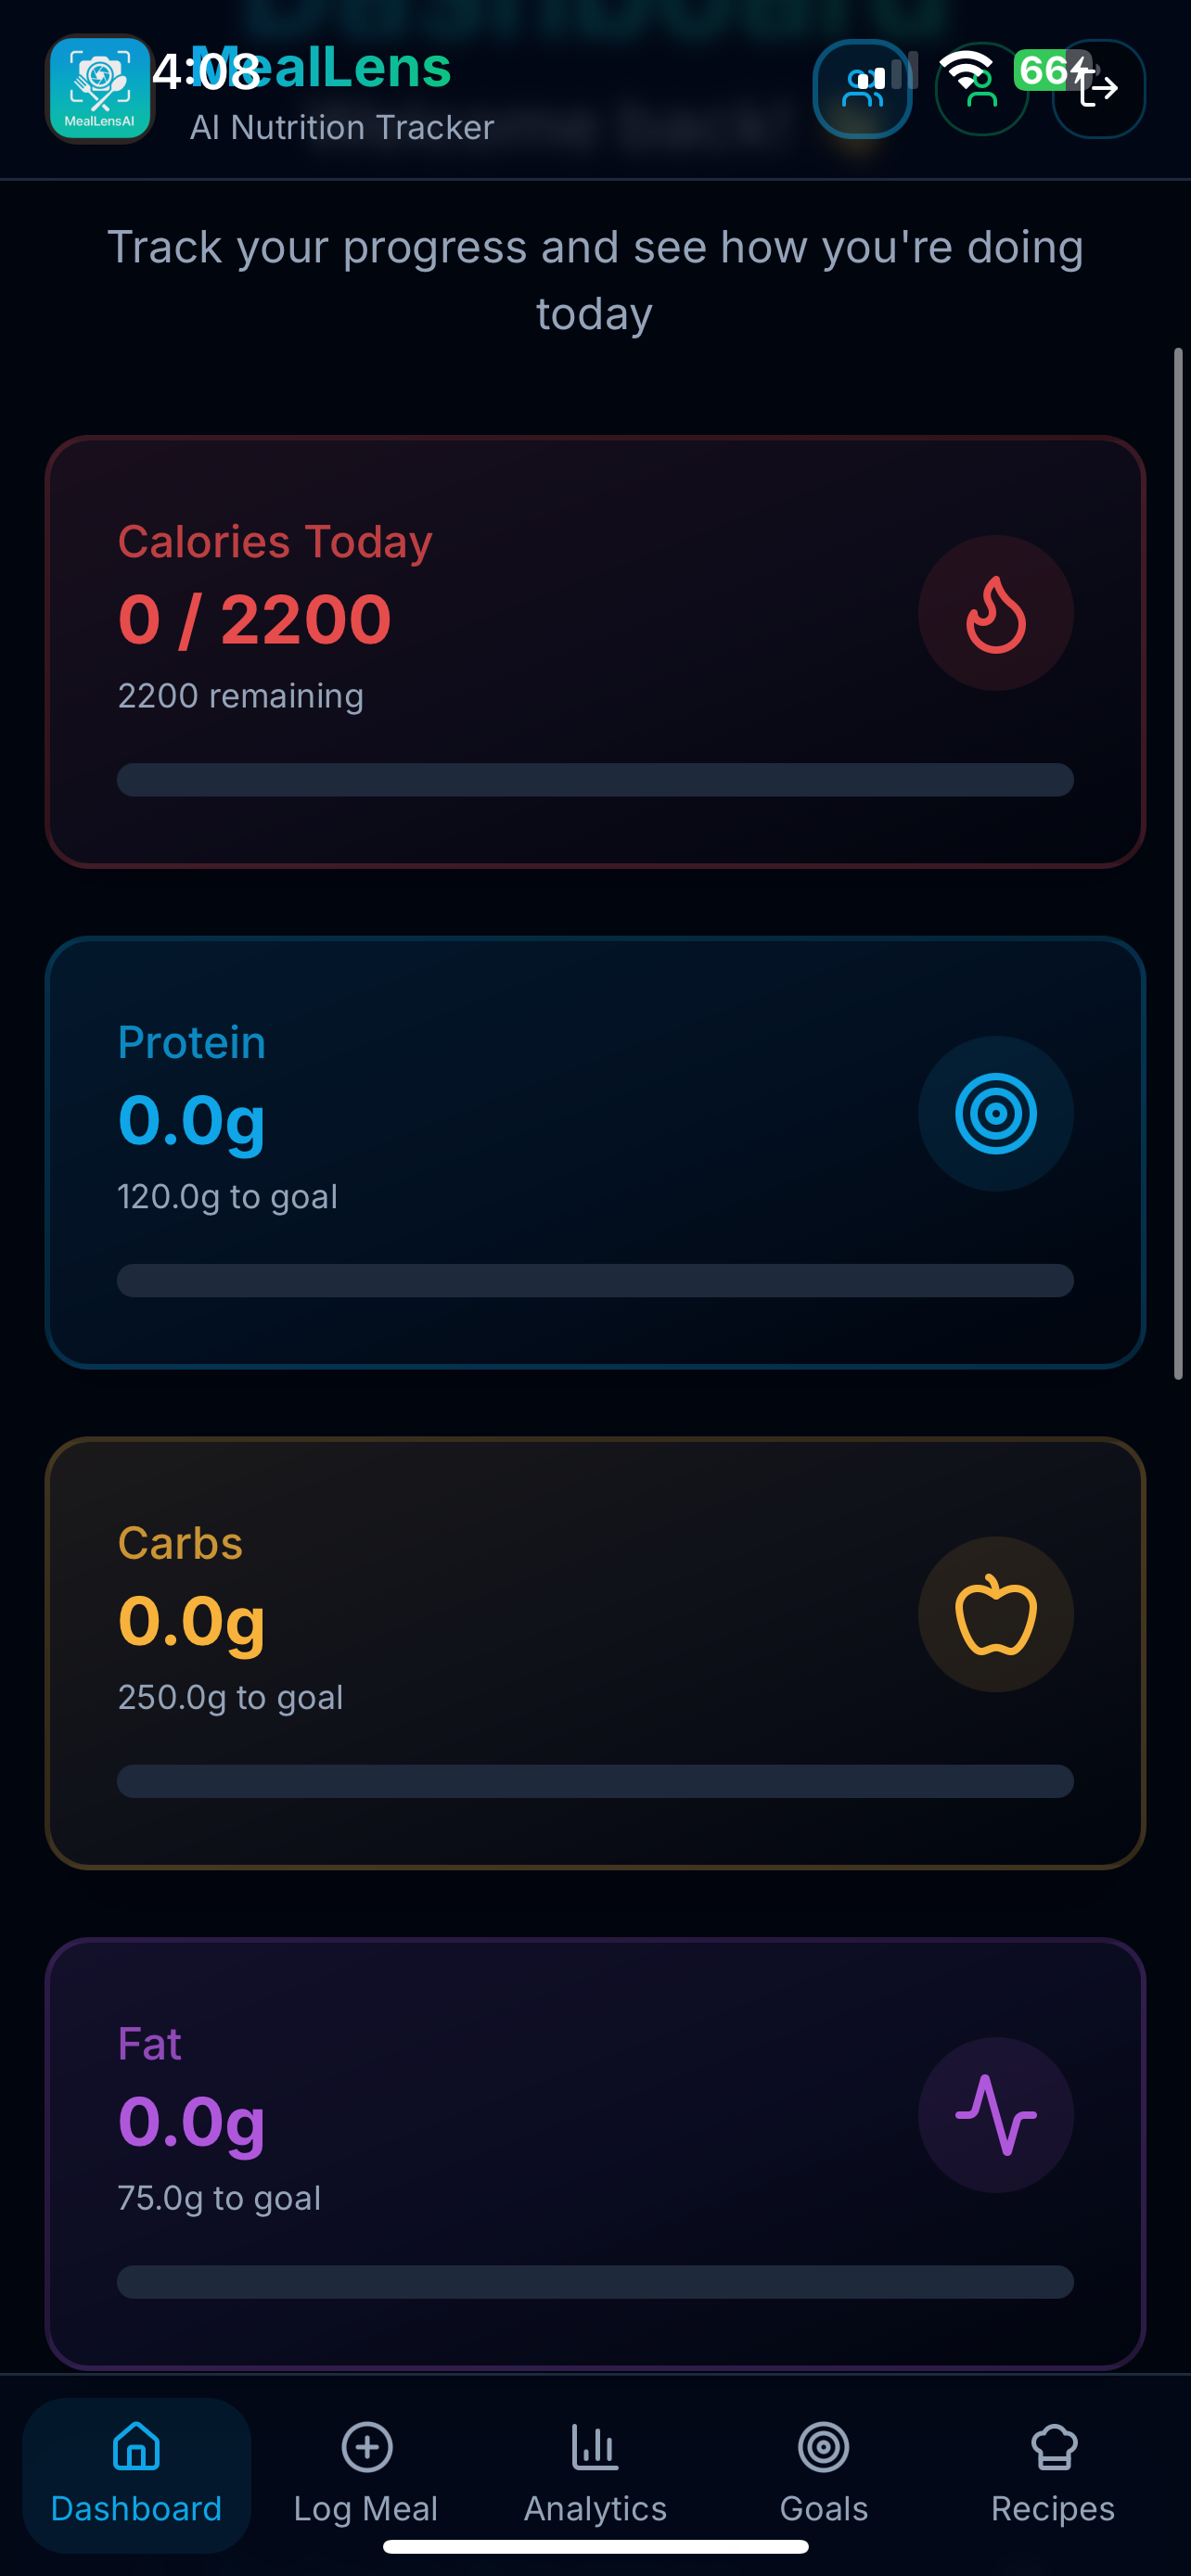 4:08
66
MealLens
MealLensAI
AI Nutrition Tracker
Track your progress and see how you're doing
today
Calories Today
0 / 2200
2200 remaining
Protein
0.0g
120.0g to goal
Carbs
0.0g
250.0g to goal
Fat
0.0g
75.0g to goal
Dashboard
Log Meal
Analytics
Goals
Recipes